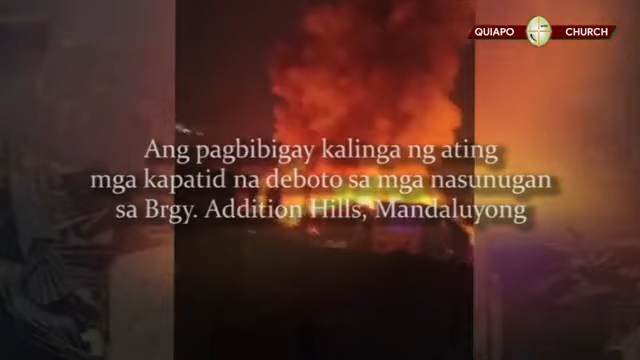 QUIAPO CHURCH
Ang pagbibigay kalinga ng ating
mga kapatid na deboto sa mga nasunugan
sa Brgy. Addition Hills, Mandaluyong